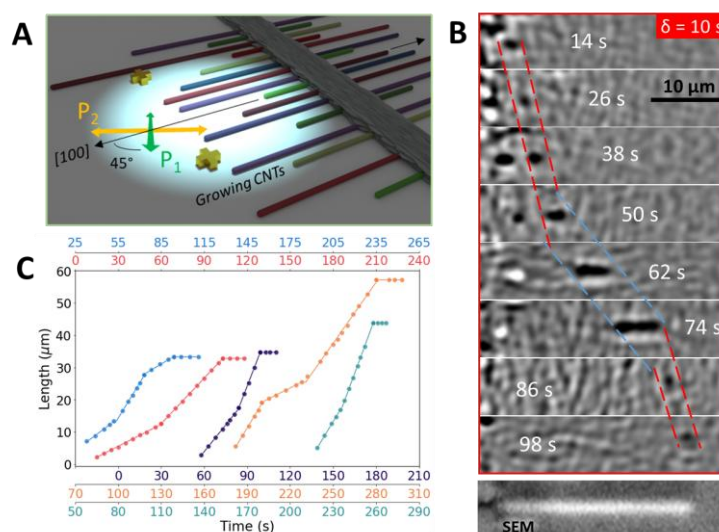 A
P₂
P₁
[100]
45°
Growing CNTs
B
δ = 10 s
14 s
26 s
10 µm
38 s
50 s
62 s
74 s
86 s
98 s
SEM
C
25 55 85 115 145 175 205 235 265
0 30 60 90 120 150 180 210 240
60
50
40
30
20
10
0
Length (µm)
0 30 60 90 120 150 180 210
70 100 130 160 190 220 250 280 310
50 80 110 140 170 200 230 260 290
Time (s)